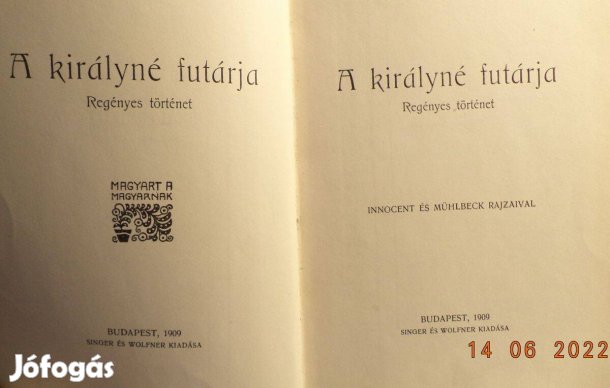 A királyné futárja
Regényes történet
MAGYART A
MAGYARNAK
BUDAPEST, 1909
SINGER ÉS WOLFNER KIADÁSA
Jófogás
A királyné futárja
Regényes történet
INNOCENT ÉS MÜHLBECK RAJZAIVAL
BUDAPEST, 1909
SINGER ÉS WOLFNER KIADÁSA
14 06 2022